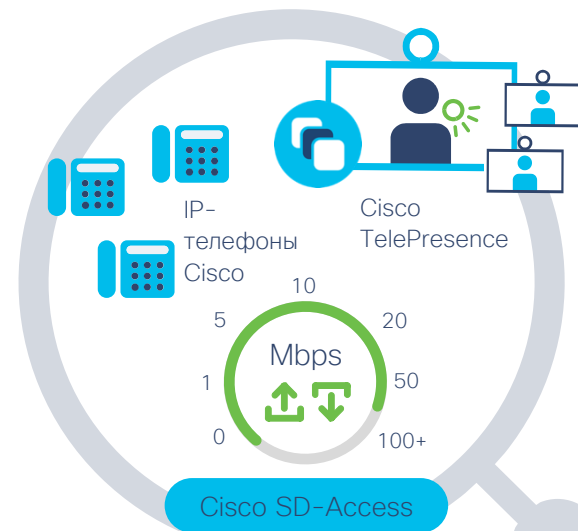 IP-
телефоны
Cisco
Cisco
TelePresence
10
5
20
Mbps
1
50
0
100+
Cisco SD-Access